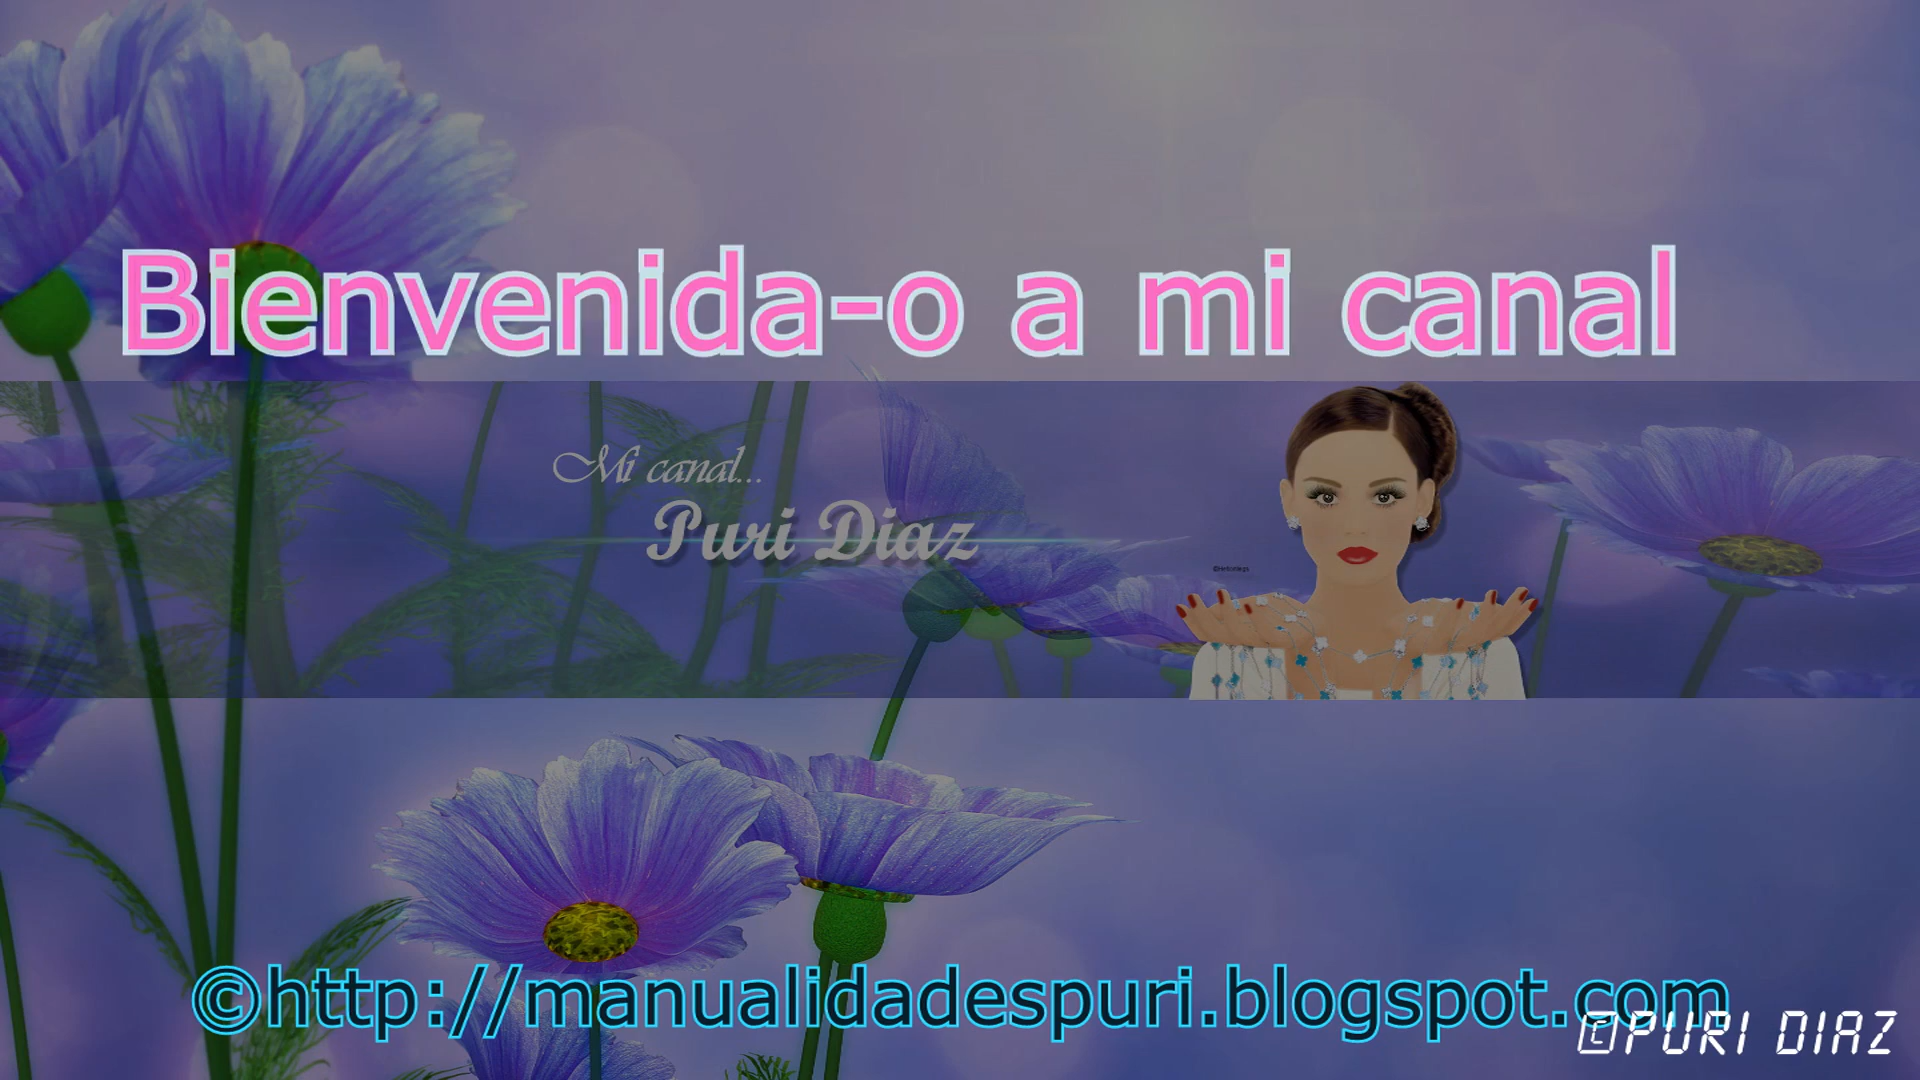 Bienvenida-o a mi canal
Mi canal...
Puri Diaz
©http://manualidadespuri.blogspot.com
©PURI DIAZ